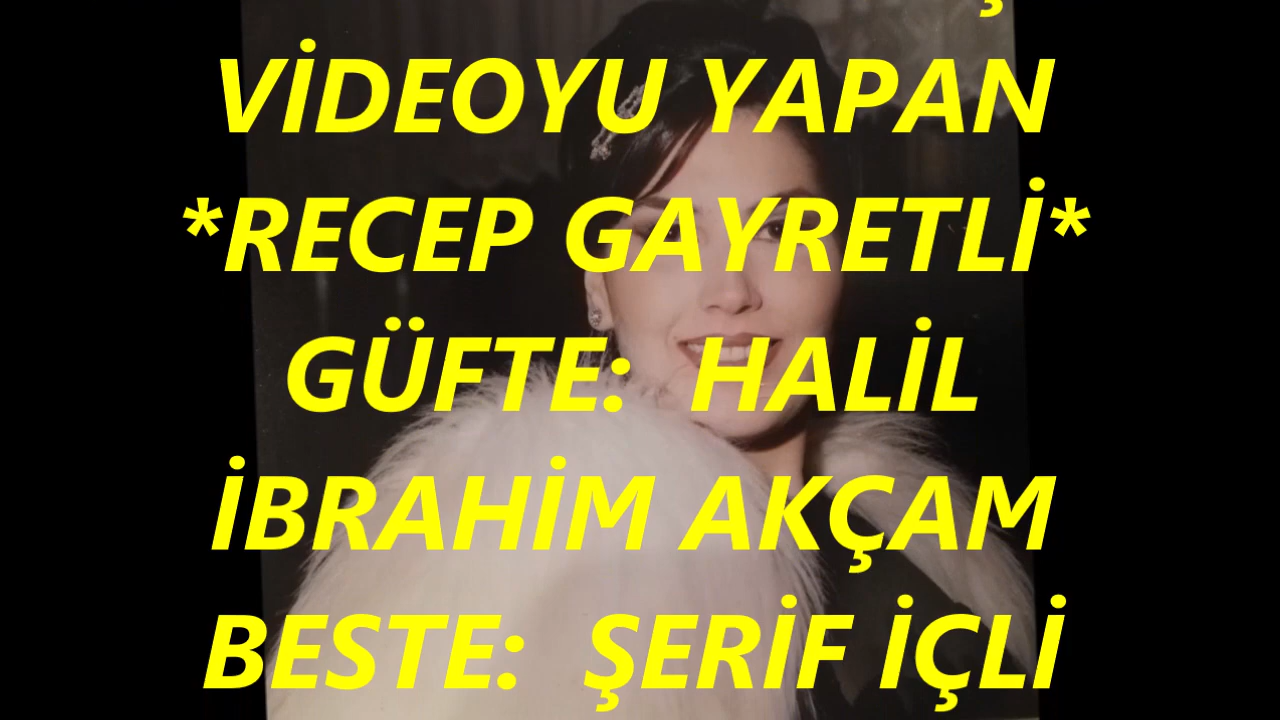 VİDEOYU YAPAN
*RECEP GAYRETLİ*
GÜFTE: HALİL
İBRAHİM AKÇAM
BESTE: ŞERİF İÇLİ